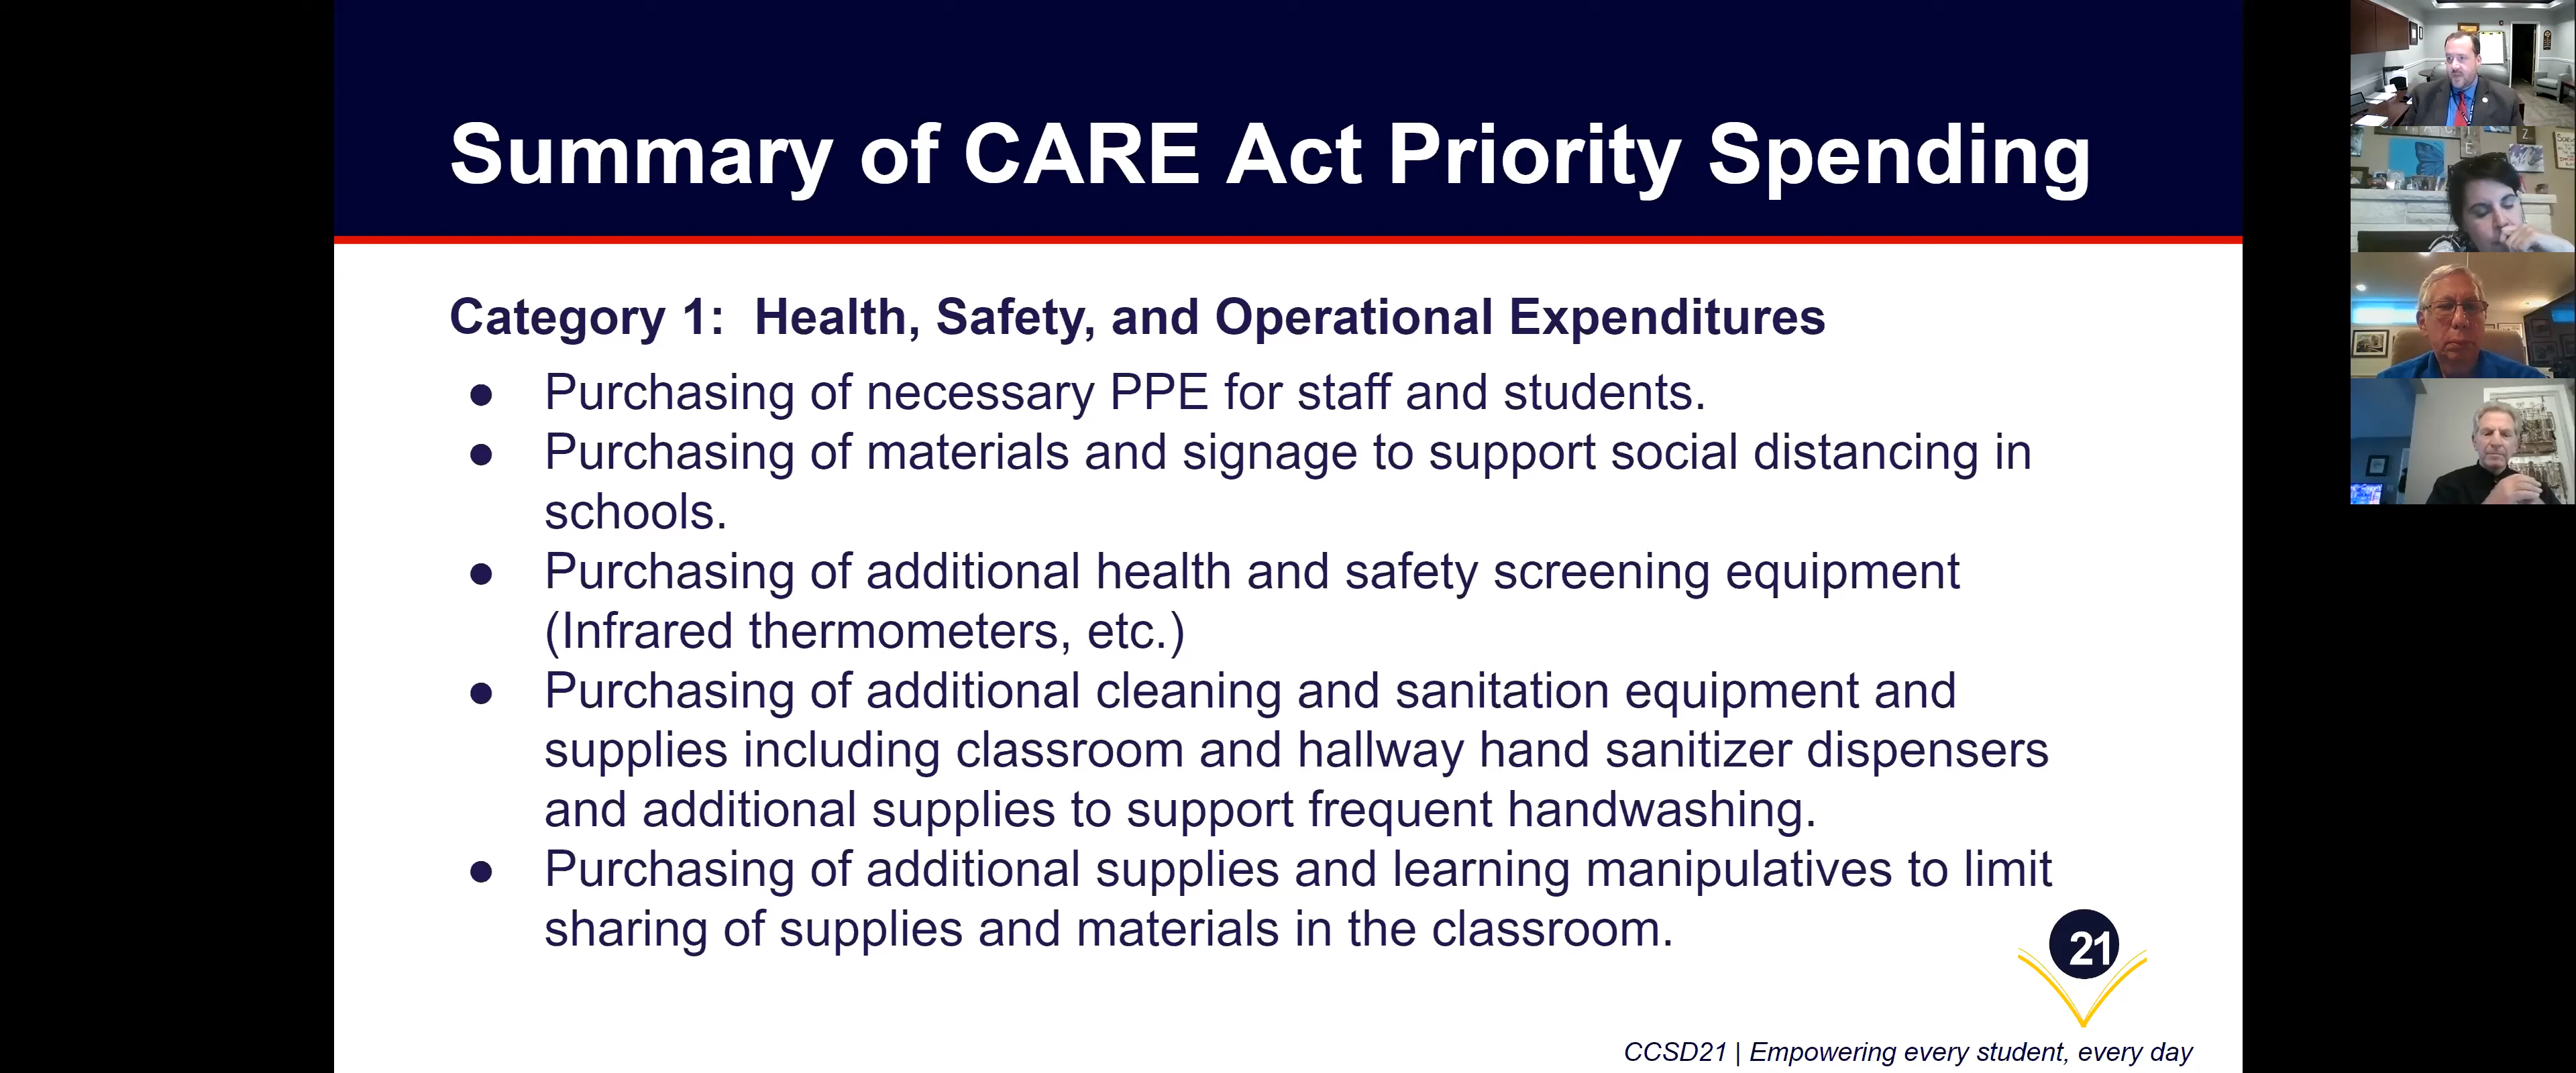 Summary of CARE Act Priority Spending
Category 1: Health, Safety, and Operational Expenditures
● Purchasing of necessary PPE for staff and students.
● Purchasing of materials and signage to support social distancing in
schools.
● Purchasing of additional health and safety screening equipment
(Infrared thermometers, etc.)
● Purchasing of additional cleaning and sanitation equipment and
supplies including classroom and hallway hand sanitizer dispensers
and additional supplies to support frequent handwashing.
● Purchasing of additional supplies and learning manipulatives to limit
sharing of supplies and materials in the classroom.
21
CCSD21 | Empowering every student, every day